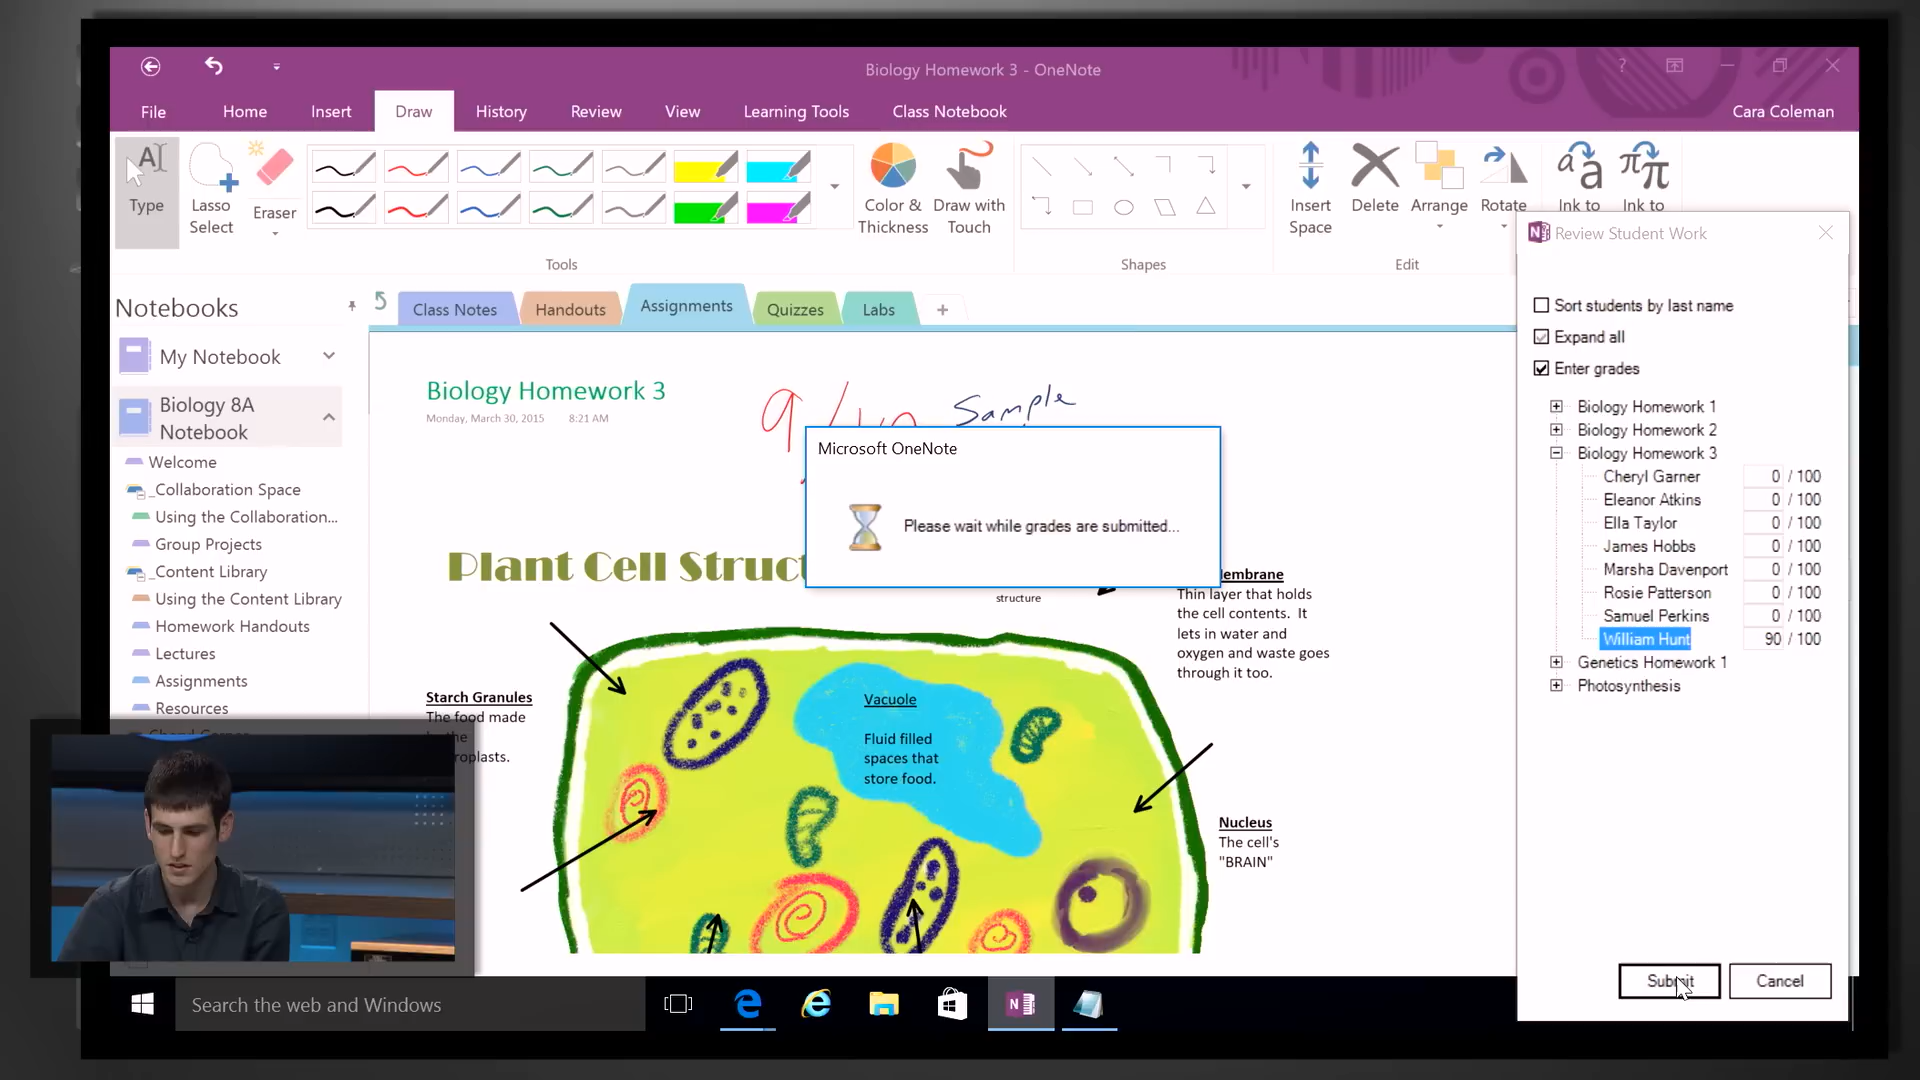 Biology Homework 3 - OneNote
?
File
Home
Insert
Draw
History
Review
View
Learning Tools
Class Notebook
Cara Coleman
Type
Lasso Select
Eraser
Color & Thickness
Draw with Touch
Insert Space
Delete
Arrange
Rotate
Ink to
Ink to
Tools
Shapes
Edit
Notebooks
My Notebook
Biology 8A
Notebook
Welcome
_Collaboration Space
Using the Collaboration...
Group Projects
_Content Library
Using the Content Library
Homework Handouts
Lectures
Assignments
Resources
Class Notes
Handouts
Assignments
Quizzes
Labs
+
Biology Homework 3
Monday, March 30, 2015 8:21 AM
9/10
Sample
Microsoft OneNote
Please wait while grades are submitted...
Plant Cell Struct
structure
embrane
Thin layer that holds
the cell contents. It
lets in water and
oxygen and waste goes
through it too.
Starch Granules
The food made
Vacuole
Fluid filled
spaces that
store food.
Nucleus
The cell's
"BRAIN"
Review Student Work
Sort students by last name
Expand all
Enter grades
Biology Homework 1
Biology Homework 2
Biology Homework 3
Cheryl Garner 0 / 100
Eleanor Atkins 0 / 100
Ella Taylor 0 / 100
James Hobbs 0 / 100
Marsha Davenport 0 / 100
Rosie Patterson 0 / 100
Samuel Perkins 0 / 100
William Hunt 90 / 100
Genetics Homework 1
Photosynthesis
Submit
Cancel
Search the web and Windows